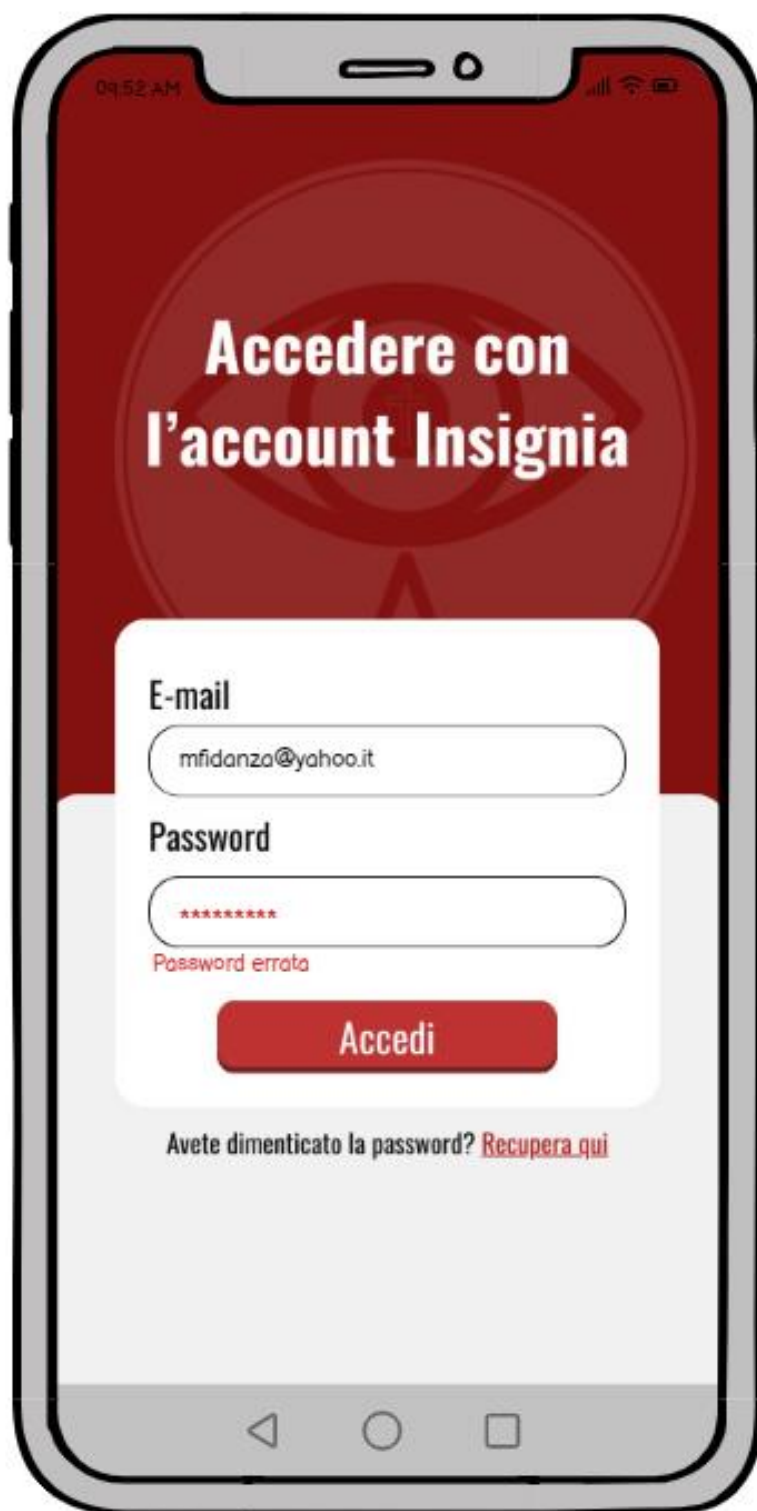 09:52 AM
Accedere con
l'account Insignia
E-mail
mfidanza@yahoo.it
Password
*********
Password errata
Accedi
Avete dimenticato la password? Recupera qui